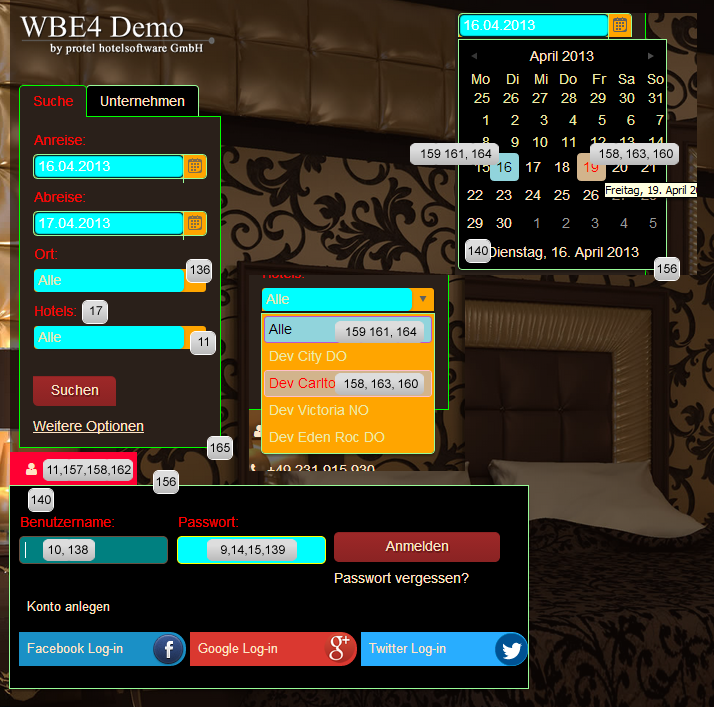 WBE4 Demo
by protel hotelsoftware GmbH
Suche
Unternehmen
Anreise:
16.04.2013
Abreise:
17.04.2013
Ort:
Alle
136
Hotels:
17
Alle
11
Suchen
Weitere Optionen
165
16.04.2013
April 2013
Mo Di Mi Do Fr Sa So
25 26 27 28 29 30 31
1 2 3 4 5 6 7
8 9 10 11 12 13 14
159 161, 164
158, 163, 160
15 16 17 18 19 20 21
Freitag, 19. April
22 23 24 25 26
29 30 1 2 3 4 5
140
Dienstag, 16. April 2013
156
Hotels:
Alle
Alle
159 161, 164
Dev City DO
Dev Carlto
158, 163, 160
Dev Victoria NO
Dev Eden Roc DO
+49 231 915 930
11,157,158,162
156
140
Benutzername:
Passwort:
10, 138
9,14,15,139
Anmelden
Passwort vergessen?
Konto anlegen
Facebook Log-in
f
Google Log-in
g+
Twitter Log-in